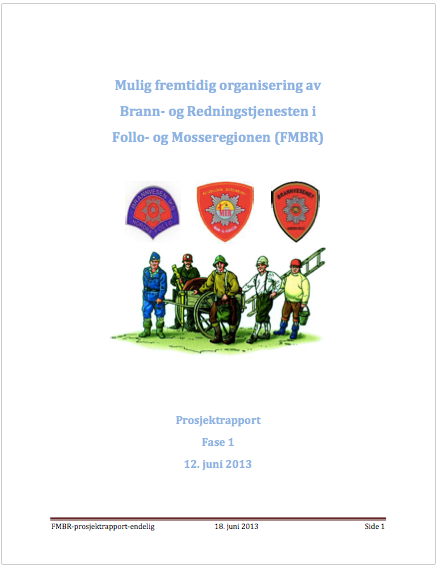 Mulig fremtidig organisering av
Brann- og Redningstjenesten i
Follo- og Mosseregionen (FMBR)
BRANNVESENET
Prosjektrapport
Fase 1
12. juni 2013
FMBR-prosjektrapport-endelig 18. juni 2013 Side 1